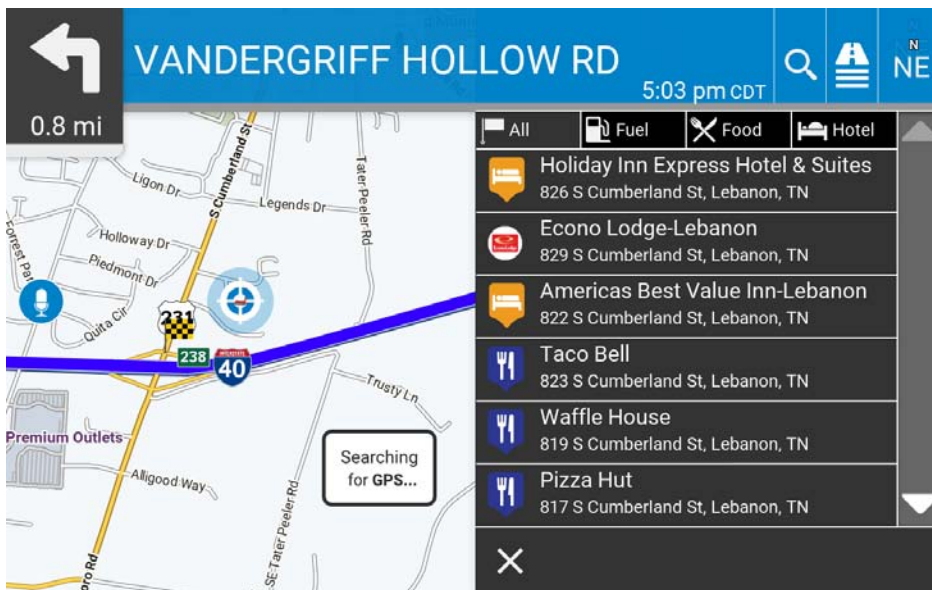 VANDERGRIFF HOLLOW RD
5:03 pm CDT
N
NE
0.8 mi
All
Fuel
Food
Hotel
Holiday Inn Express Hotel & Suites
826 S Cumberland St, Lebanon, TN
Econo Lodge-Lebanon
829 S Cumberland St, Lebanon, TN
Americas Best Value Inn-Lebanon
822 S Cumberland St, Lebanon, TN
Taco Bell
823 S Cumberland St, Lebanon, TN
Waffle House
819 S Cumberland St, Lebanon, TN
Pizza Hut
817 S Cumberland St, Lebanon, TN
S Cumberland St
Ligon Dr
Legends Dr
Tater Peeler Rd
Holloway Dr
Piedmont Dr
Forrest Pa
Quita Cir
231
238
40
Trusty Ln
Premium Outlets
Searching
for GPS...
Alligood Way
SE Tater Peeler Rd
oro Rd